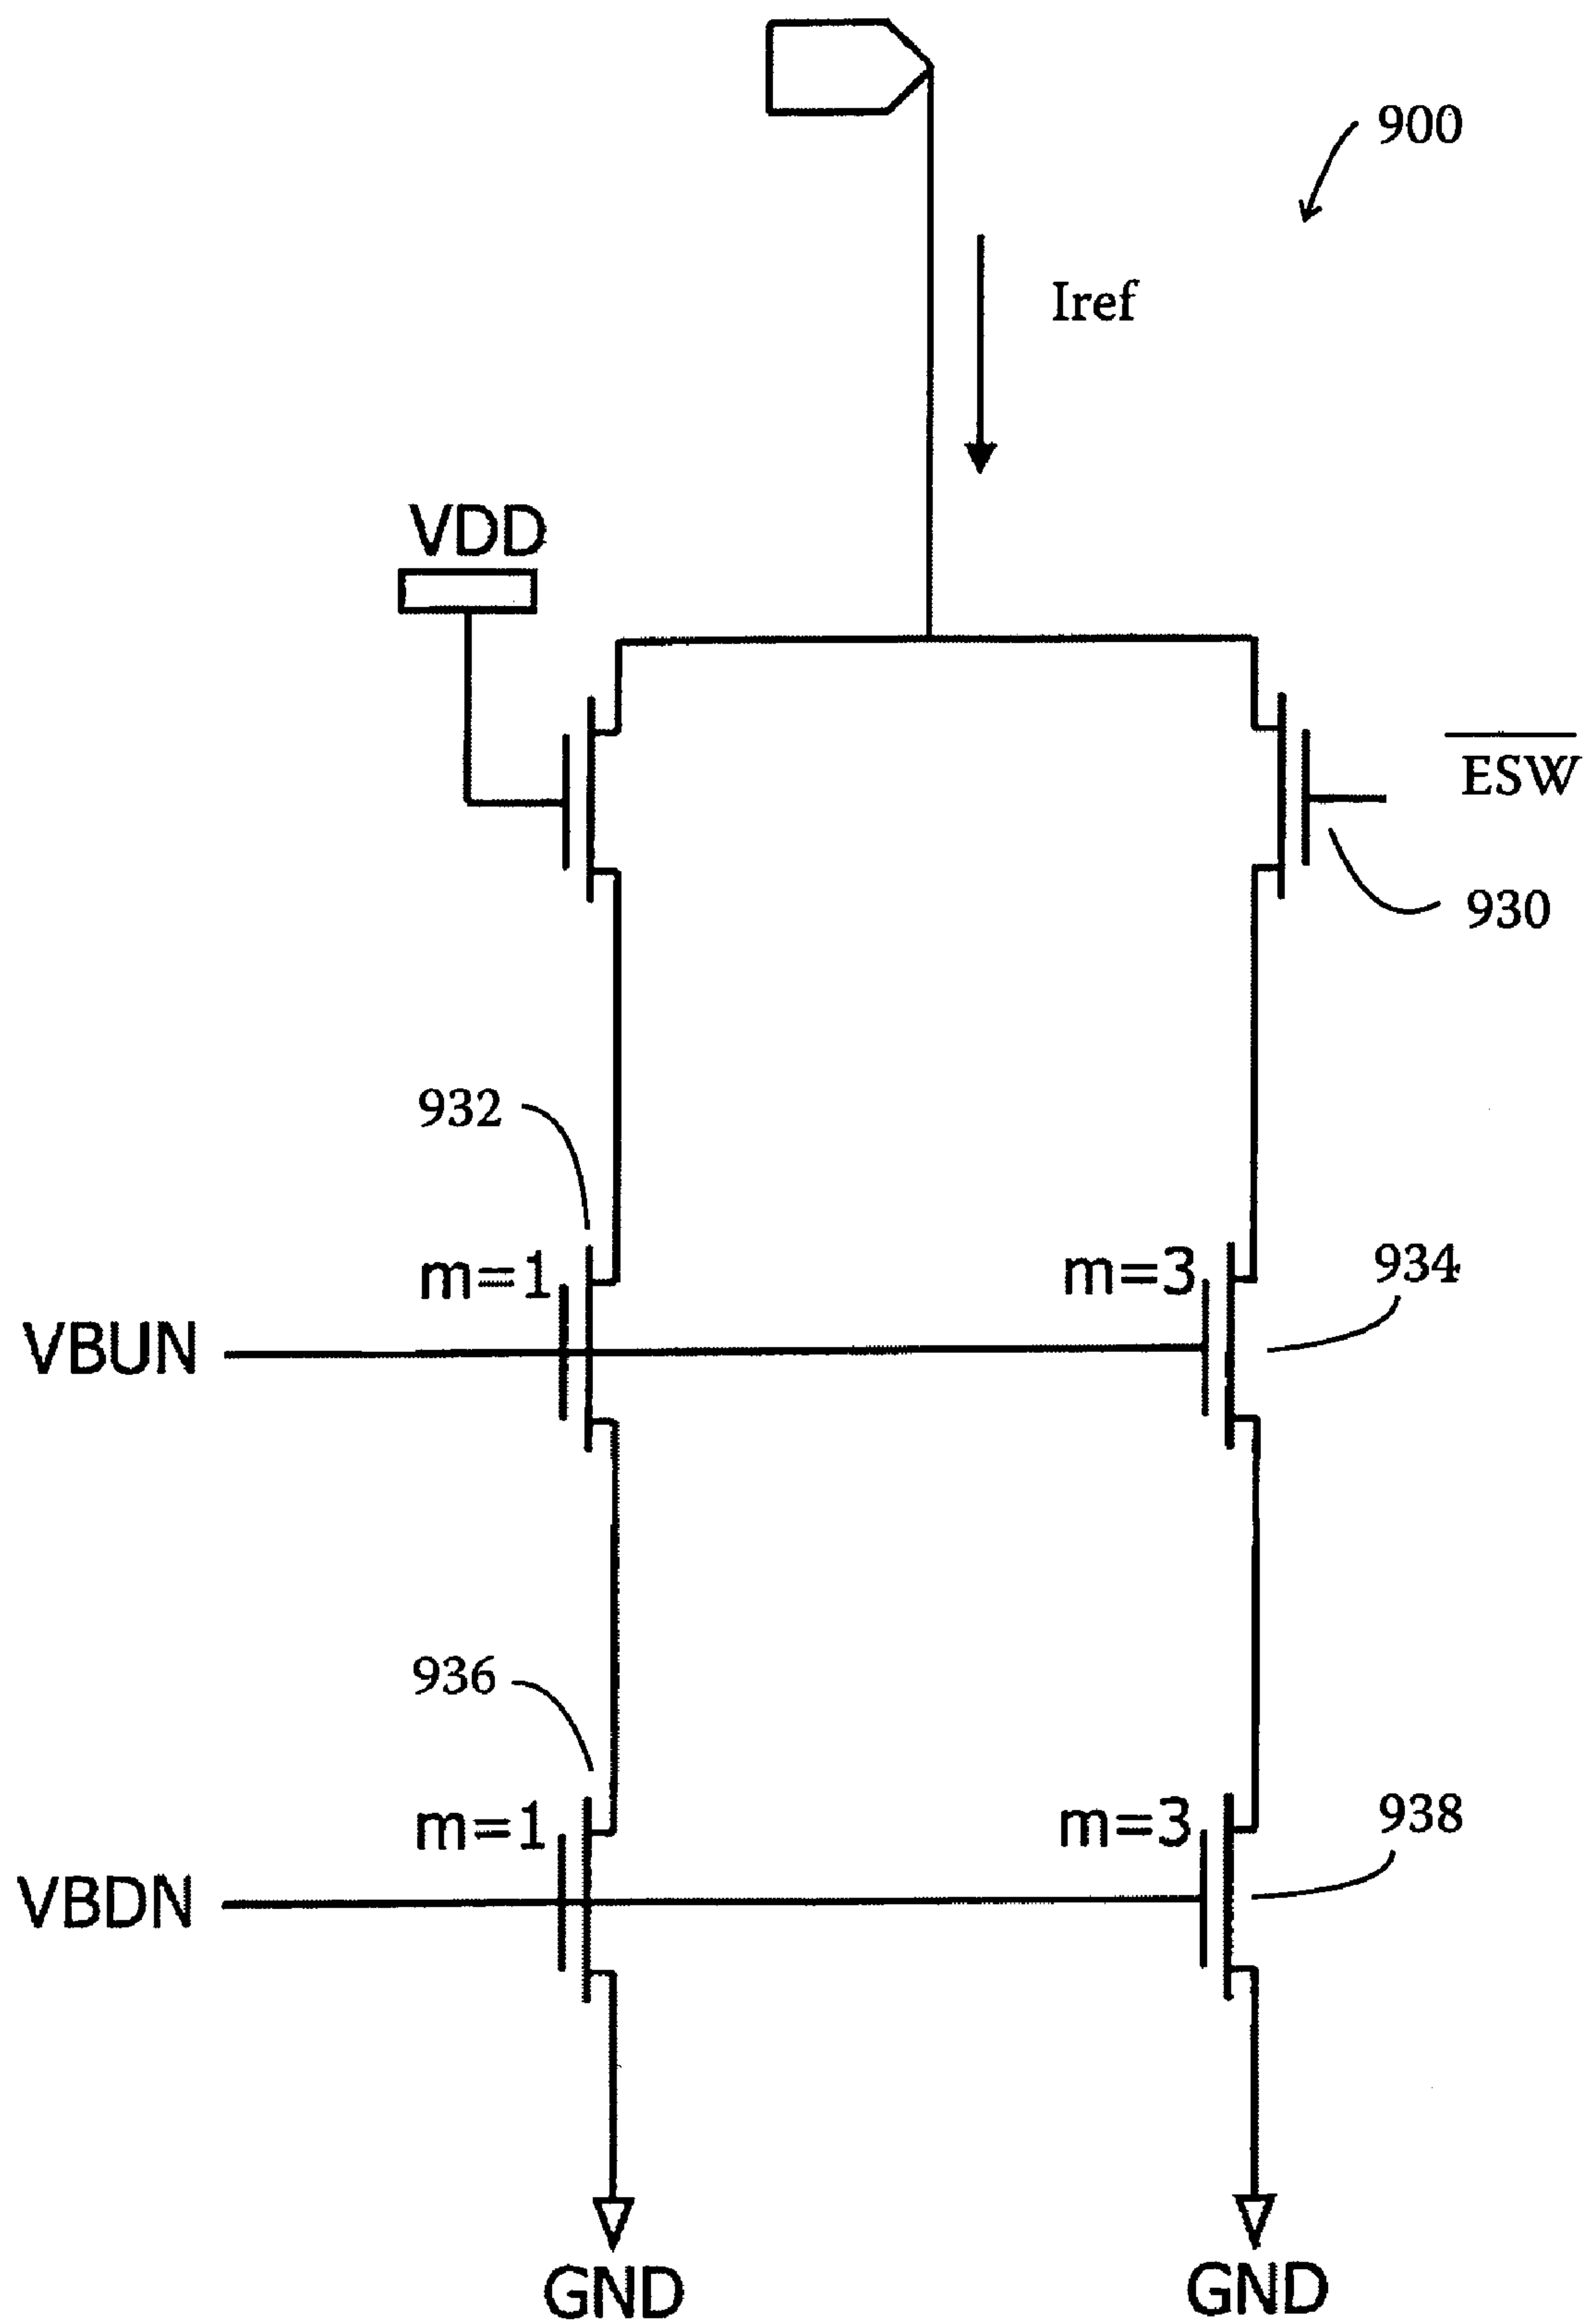 900
Iref
VDD
ESW
930
932
m=1
m=3
934
VBUN
936
m=1
m=3
938
VBDN
GND
GND